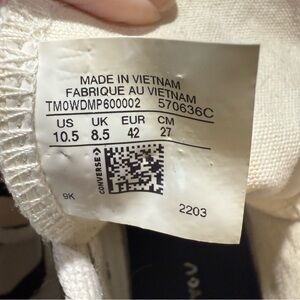 MADE IN VIETNAM
FABRIQUE AU VIETNAM
TM0WDMP600002 570636C
US UK EUR CM
10.5 8.5 42 27
CONVERSE
9K
2203
YOU